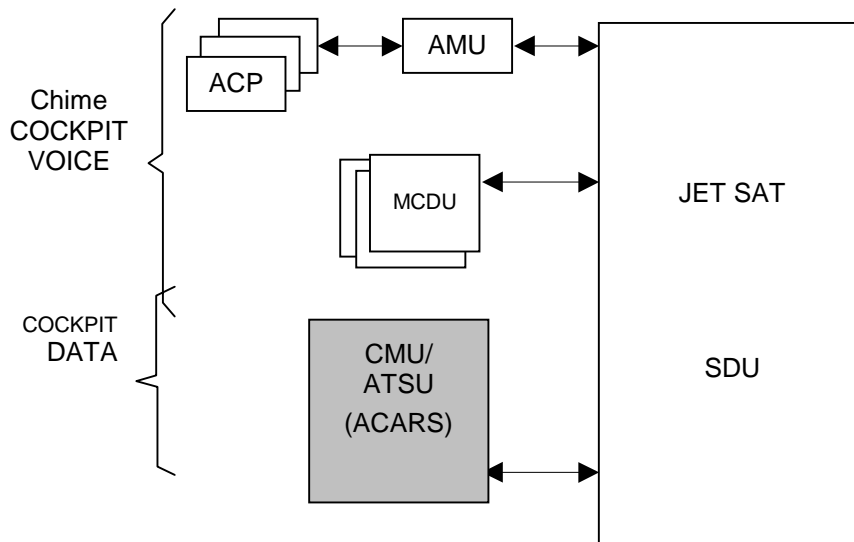 Chime
COCKPIT
VOICE
ACP
AMU
MCDU
JET SAT
COCKPIT
DATA
CMU/
ATSU
(ACARS)
SDU